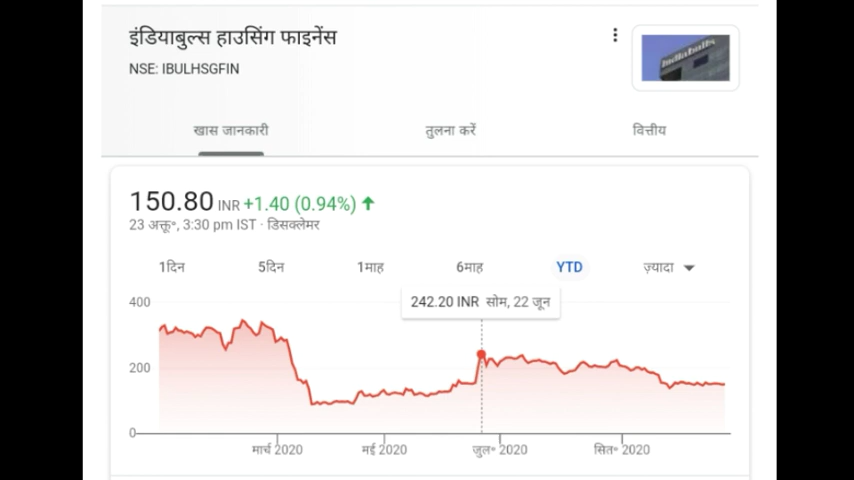 इंडियाबुल्स हाउसिंग फाइनेंस
NSE: IBULHSGFIN
Indiabulls
खास जानकारी तुलना करें वित्तीय
150.80 INR +1.40 (0.94%) ↑
23 अक्तू॰, 3:30 pm IST · डिसक्लेमर
1दिन 5दिन 1माह 6माह YTD ज़्यादा
242.20 INR सोम, 22 जून
400
200
0
मार्च 2020 मई 2020 जुल॰ 2020 सित॰ 2020